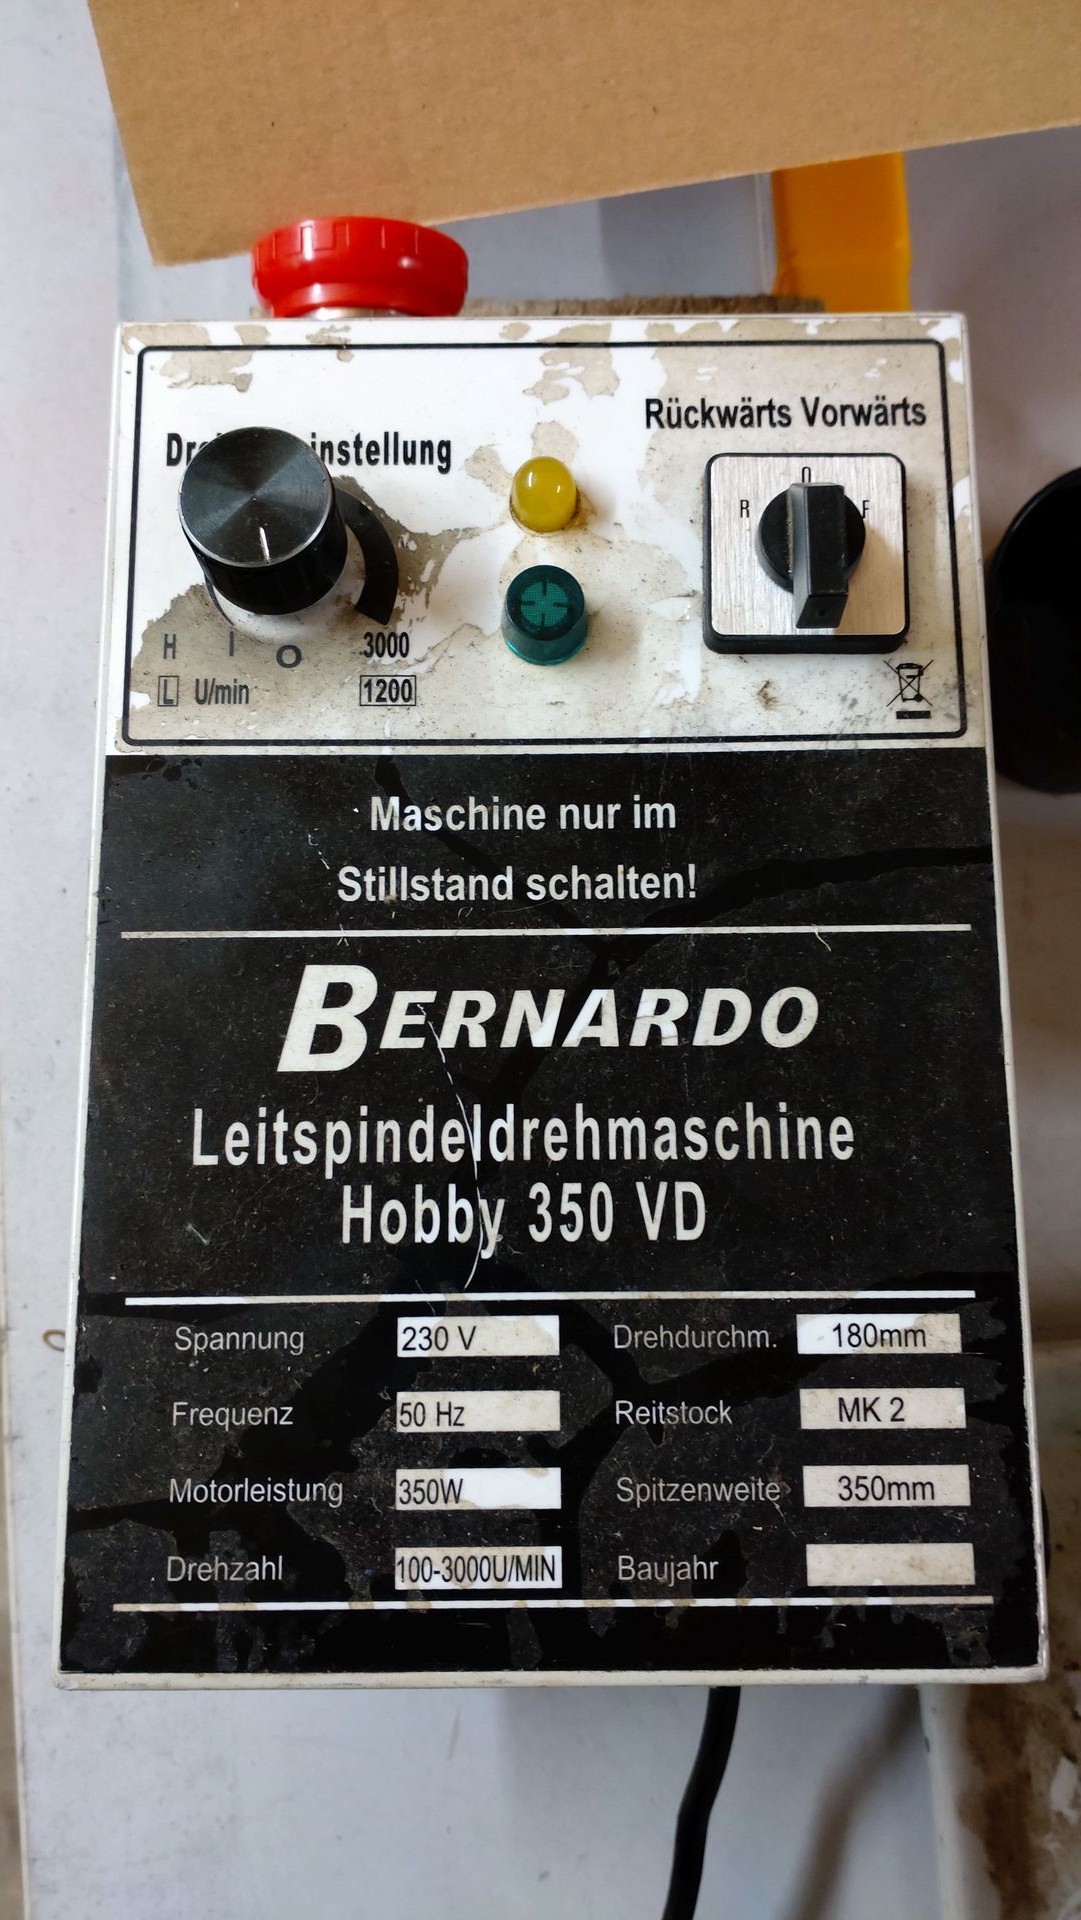 Rückwärts Vorwärts
O
R F
H I O 3000
L U/min 1200
Maschine nur im
Stillstand schalten!
BERNARDO
Leitspindeldrehmaschine
Hobby 350 VD
Spannung 230 V Drehdurchm. 180mm
Frequenz 50 Hz Reitstock MK 2
Motorleistung 350W Spitzenweite 350mm
Drehzahl 100-3000U/MIN Baujahr